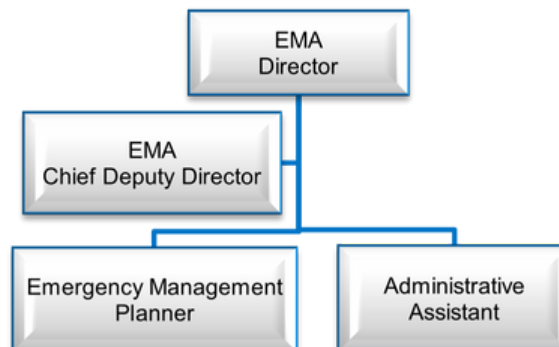 EMA
Director
EMA
Chief Deputy Director
Emergency Management
Planner
Administrative
Assistant